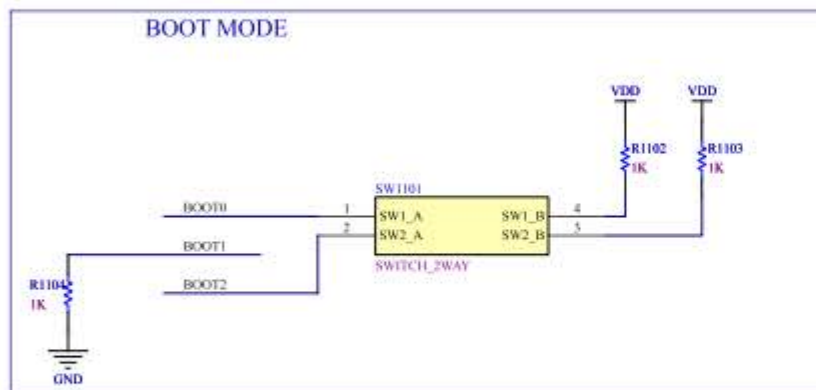 BOOT MODE
VDD VDD
R1102 R1103
1K 1K
SW1101
BOOT0 1 SW1_A SW1_B 4
2 SW2_A SW2_B 3
BOOT1
SWITCH_2WAY
R1104
BOOT2
1K
GND